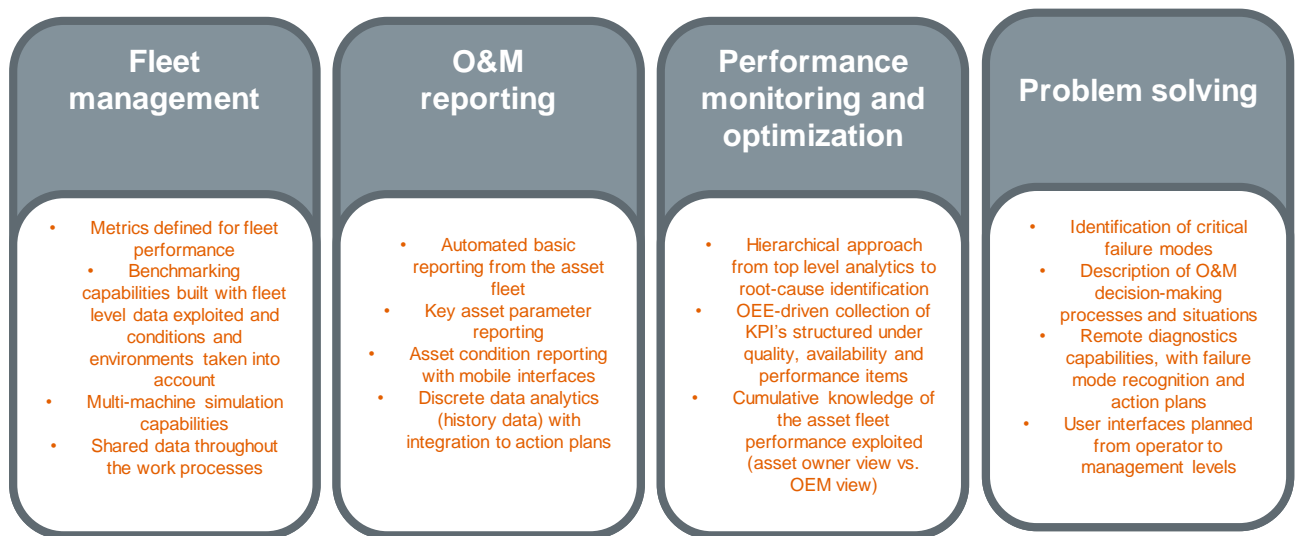 Fleet
management
• Metrics defined for fleet
performance
• Benchmarking
capabilities built with fleet
level data exploited and
conditions and
environments taken into
account
• Multi-machine simulation
capabilities
• Shared data throughout
the work processes
O&M
reporting
• Automated basic
reporting from the asset
fleet
• Key asset parameter
reporting
• Asset condition reporting
with mobile interfaces
• Discrete data analytics
(history data) with
integration to action plans
Performance
monitoring and
optimization
• Hierarchical approach
from top level analytics to
root-cause identification
• OEE-driven collection of
KPI's structured under
quality, availability and
performance items
• Cumulative knowledge of
the asset fleet
performance exploited
(asset owner view vs.
OEM view)
Problem solving
• Identification of critical
failure modes
• Description of O&M
decision-making
processes and situations
• Remote diagnostics
capabilities, with failure
mode recognition and
action plans
• User interfaces planned
from operator to
management levels